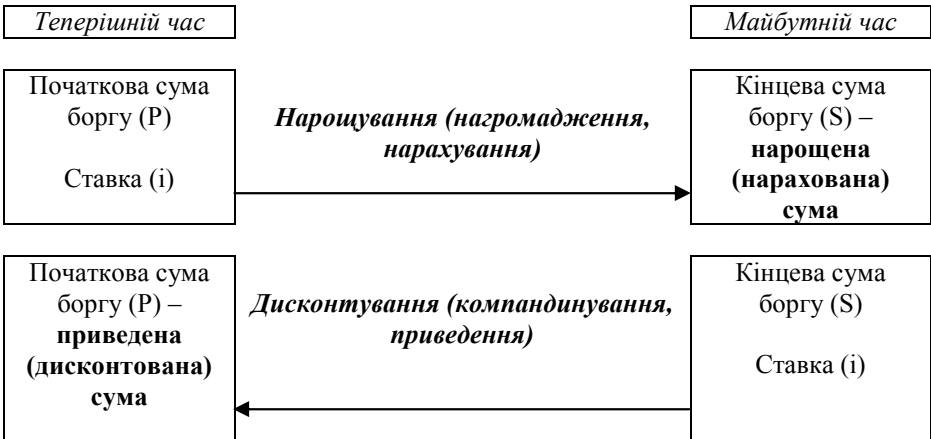 Теперішній час
Майбутній час
Початкова сума
боргу (P)
Ставка (і)
Нарощування (нагромадження,
нарахування)
Кінцева сума
боргу (S) –
нарощена
(нарахована)
сума
Початкова сума
боргу (P) –
приведена
(дисконтована)
сума
Дисконтування (компандинування,
приведення)
Кінцева сума
боргу (S)
Ставка (і)